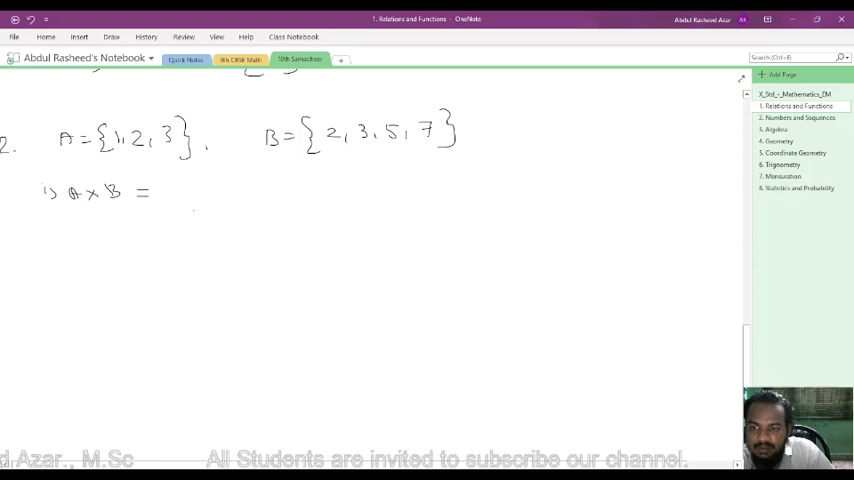 1. Relations and Functions - OneNote
Abdul Rasheed Azar AR
File Home Insert Draw History Review View Help Class Notebook
Abdul Rasheed's Notebook Quick Notes 9th CBSE Math 10th Samacheer +
Search (Ctrl+E)
+ Add Page
X_Std_-_Mathematics_EM
1. Relations and Functions
2. Numbers and Sequences
3. Algebra
4. Geometry
5. Coordinate Geometry
6. Trignometry
7. Mensuration
8. Statistics and Probability
2. A={1,2,3}. B={2,3,5,7}
i) A×B =
d Azar., M.Sc All Students are invited to subscribe our channel.